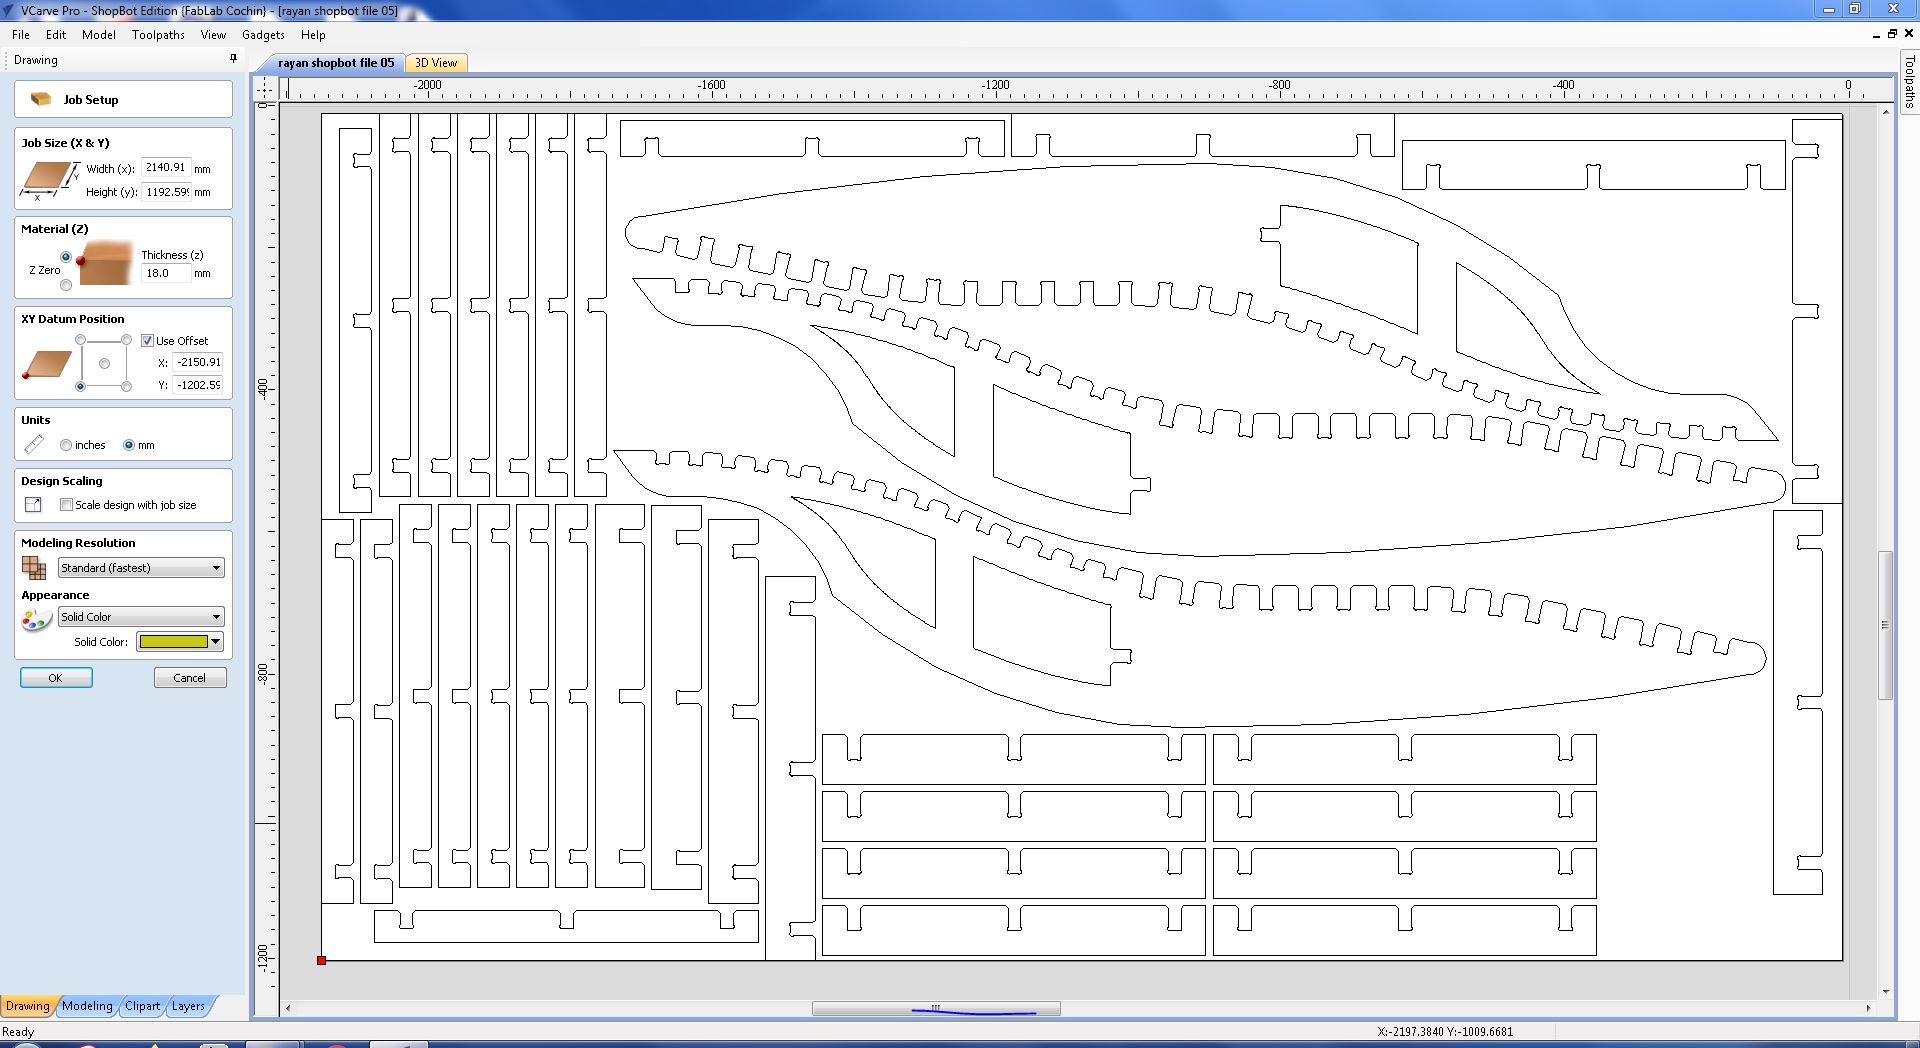 VCarve Pro - ShopBot Edition {FabLab Cochin} - [rayan shopbot file 05]
File Edit Model Toolpaths View Gadgets Help
Drawing
rayan shopbot file 05 3D View
Toolpaths
-2000 -1600 -1200 -800 -400 0
0
-400
-800
-1200
Job Setup
Job Size (X & Y)
Y
X
Width (x): 2140.91 mm
Height (y): 1192.59 mm
Material (Z)
Z Zero
Thickness (z)
18.0 mm
XY Datum Position
Use Offset
X: -2150.91
Y: -1202.59
Units
inches mm
Design Scaling
Scale design with job size
Modeling Resolution
Standard (fastest)
Appearance
Solid Color
Solid Color:
OK Cancel
Drawing Modeling Clipart Layers
Ready
X:-2197.3840 Y:-1009.6681